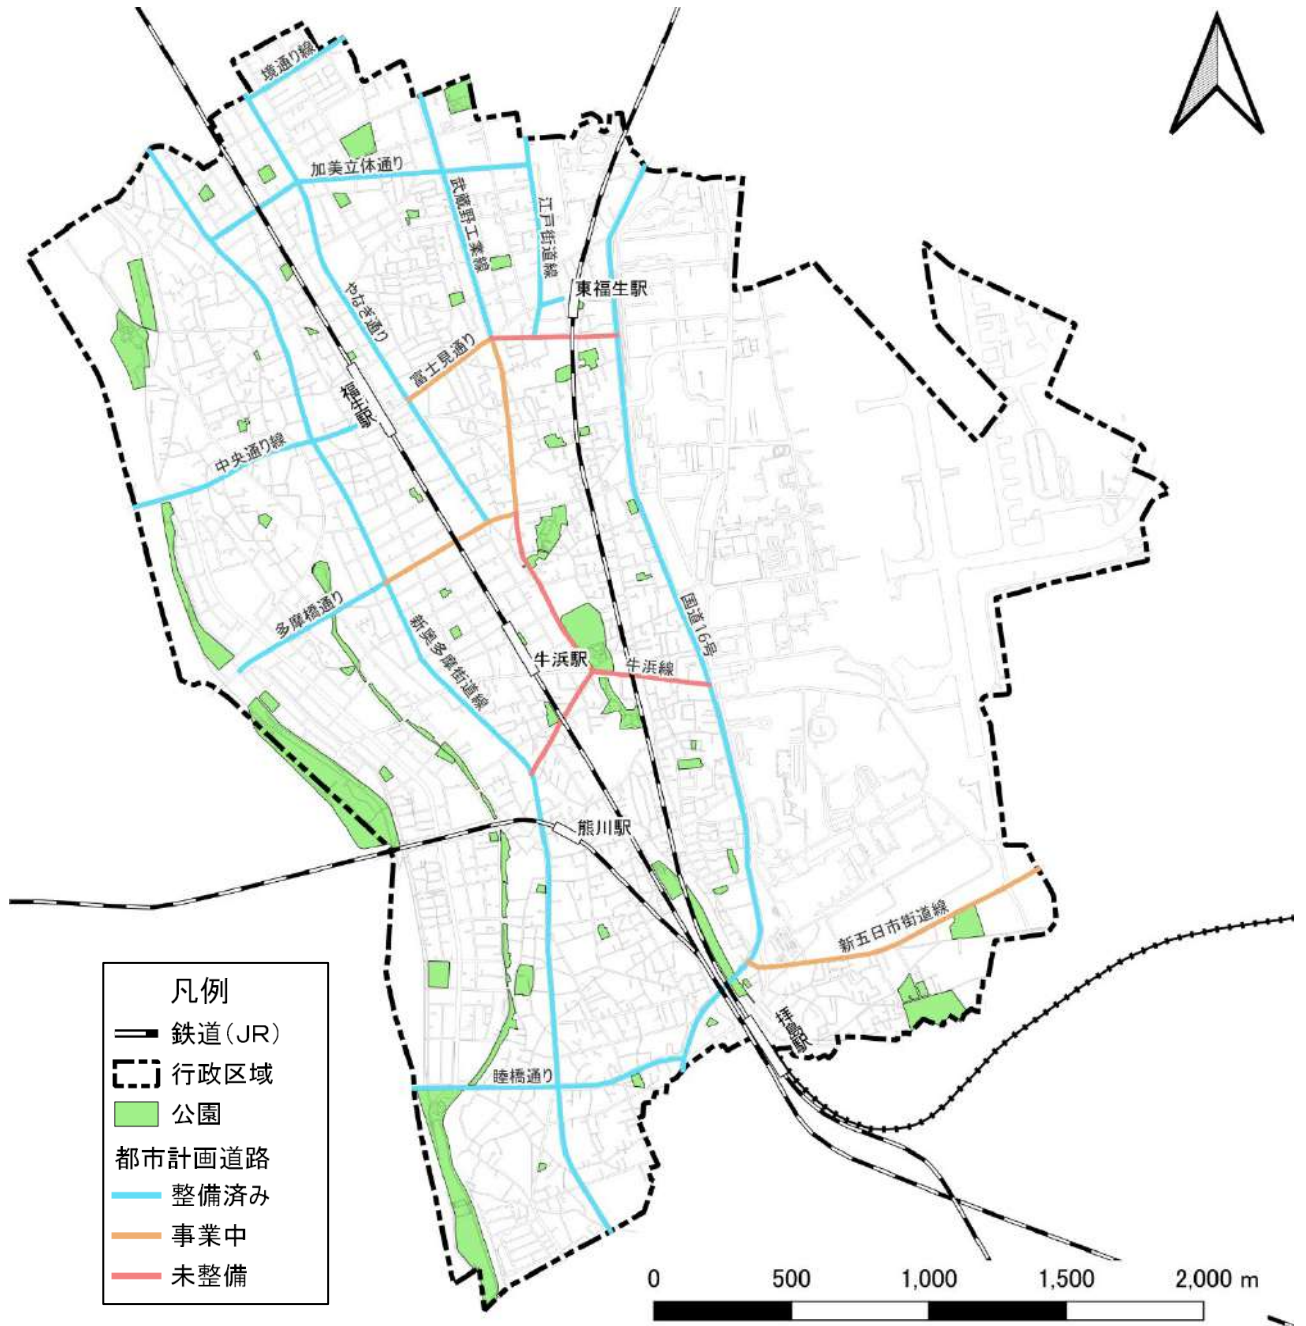 境通り線
加美立体通り
武蔵野工業線
江戸街道線
東福生駅
やなぎ通り
富士見通り
福生駅
中央通り線
多摩橋通り
新奥多摩街道線
牛浜駅
牛浜線
国道16号
熊川駅
新五日市街道線
拝島駅
睦橋通り
凡例
鉄道(JR)
行政区域
公園
都市計画道路
整備済み
事業中
未整備
0 500 1,000 1,500 2,000 m